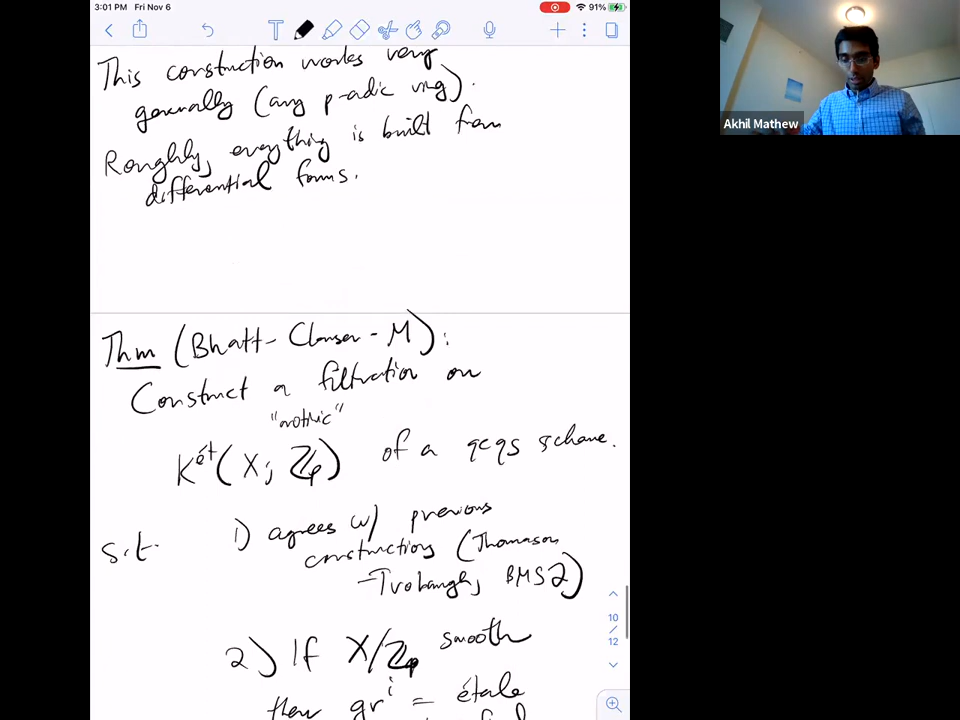 3:01 PM Fri Nov 6
91%
Akhil Mathew
This construction works very
generally (any p-adic ring).
Roughly, everything is built from
differential forms.
Thm (Bhatt-Clausen-M):
Construct a filtration on
"motivic"
K^ét(X; Z_p) of a qcqs scheme.
s.t. 1) agrees w/ previous
constructions (Thomason
-Trobaugh, BMS2)
2) If X/Z_p smooth
then gr^i = étale
10
/
12